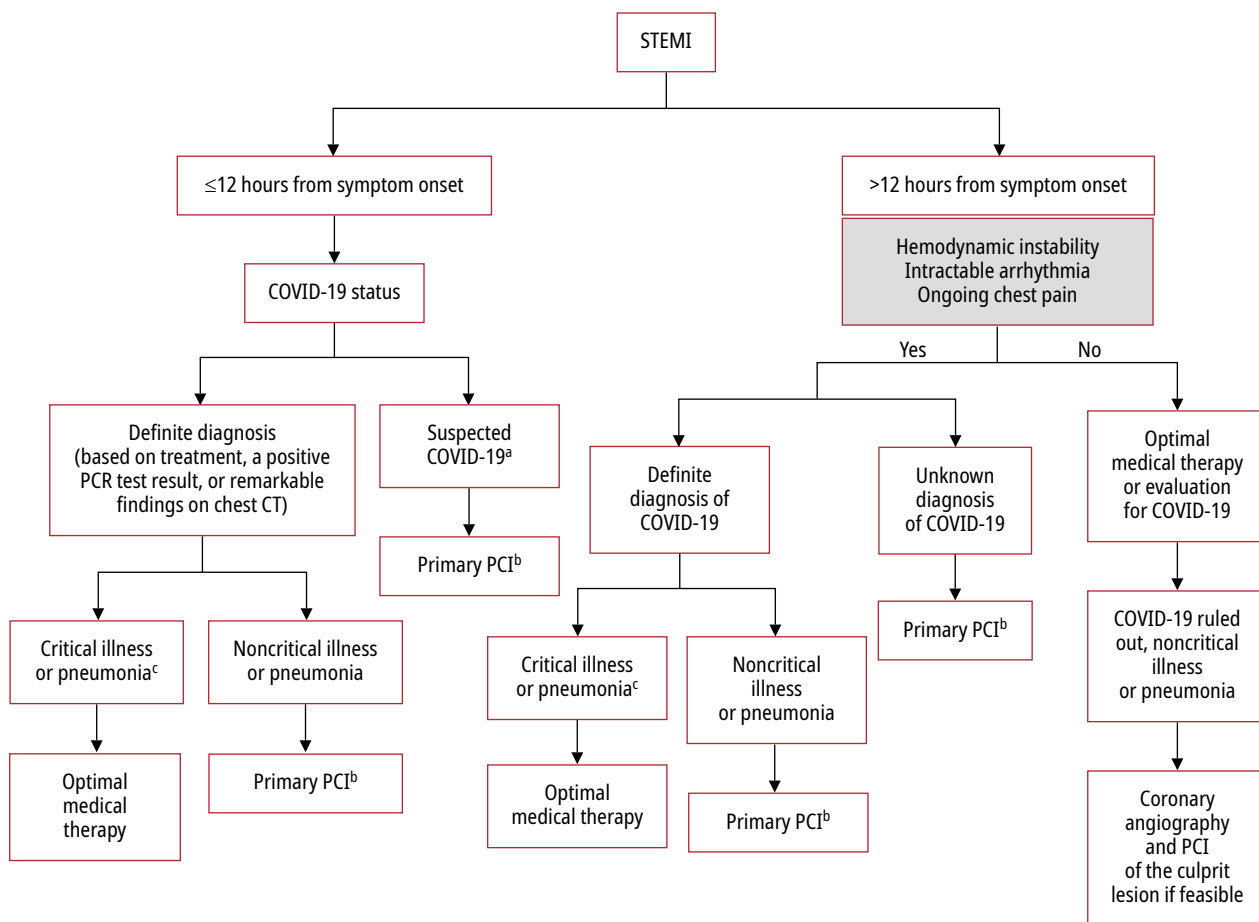 STEMI
≤12 hours from symptom onset
>12 hours from symptom onset
Hemodynamic instability
Intractable arrhythmia
Ongoing chest pain
COVID-19 status
Yes
No
Definite diagnosis
(based on treatment, a positive
PCR test result, or remarkable
findings on chest CT)
Suspected
COVID-19ᵃ
Primary PCIᵇ
Critical illness
or pneumoniaᶜ
Noncritical illness
or pneumonia
Optimal
medical
therapy
Primary PCIᵇ
Definite
diagnosis of
COVID-19
Unknown
diagnosis
of COVID-19
Primary PCIᵇ
Critical illness
or pneumoniaᶜ
Noncritical
illness
or pneumonia
Optimal
medical therapy
Primary PCIᵇ
Optimal
medical therapy
or evaluation
for COVID-19
COVID-19 ruled
out, noncritical
illness
or pneumonia
Coronary
angiography
and PCI
of the culprit
lesion if feasible